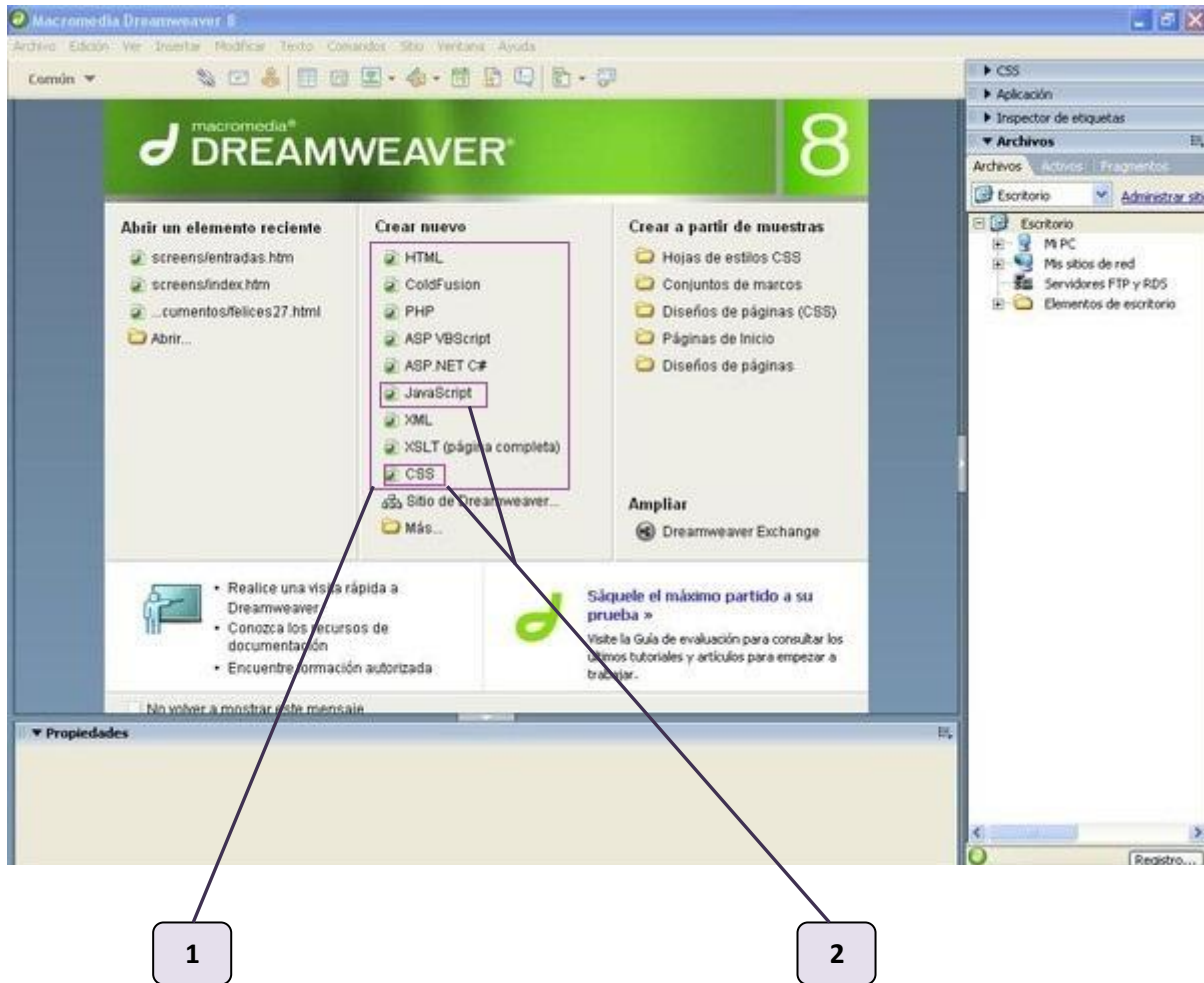 Macromedia Dreamweaver 8
Archivo Edición Ver Insertar Modificar Texto Comandos Sitio Ventana Ayuda
Común
macromedia®
DREAMWEAVER®
8
Abrir un elemento reciente
screens/entradas.htm
screens/index.htm
...cumentos/felices27.html
Abrir...
Crear nuevo
HTML
ColdFusion
PHP
ASP VBScript
ASP.NET C#
JavaScript
XML
XSLT (página completa)
CSS
Sitio de Dreamweaver...
Más...
Crear a partir de muestras
Hojas de estilos CSS
Conjuntos de marcos
Diseños de páginas (CSS)
Páginas de Inicio
Diseños de páginas
Ampliar
Dreamweaver Exchange
• Realice una visita rápida a
Dreamweaver
• Conozca los recursos de
documentación
• Encuentre formación autorizada
Sáquele el máximo partido a su
prueba »
Visite la Guía de evaluación para consultar los
últimos tutoriales y artículos para empezar a
trabajar.
No volver a mostrar este mensaje
Propiedades
CSS
Aplicación
Inspector de etiquetas
Archivos
Archivos Activos Fragmentos
Escritorio Administrar siti
Escritorio
Mi PC
Mis sitios de red
Servidores FTP y RDS
Elementos de escritorio
Registro...
1
2